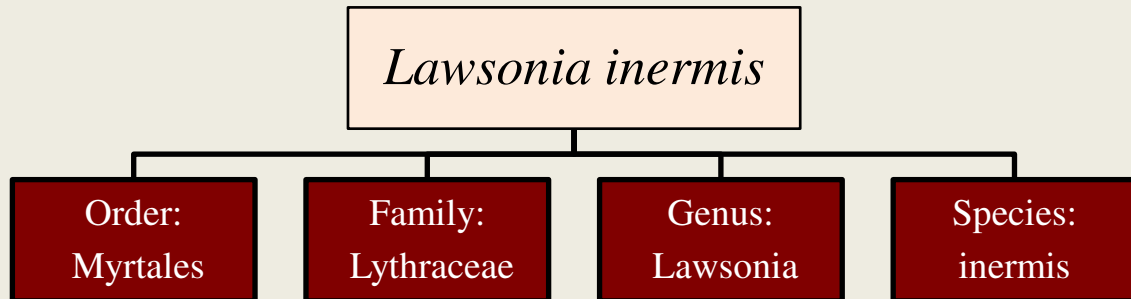 Lawsonia inermis
Order:
Myrtales
Family:
Lythraceae
Genus:
Lawsonia
Species:
inermis